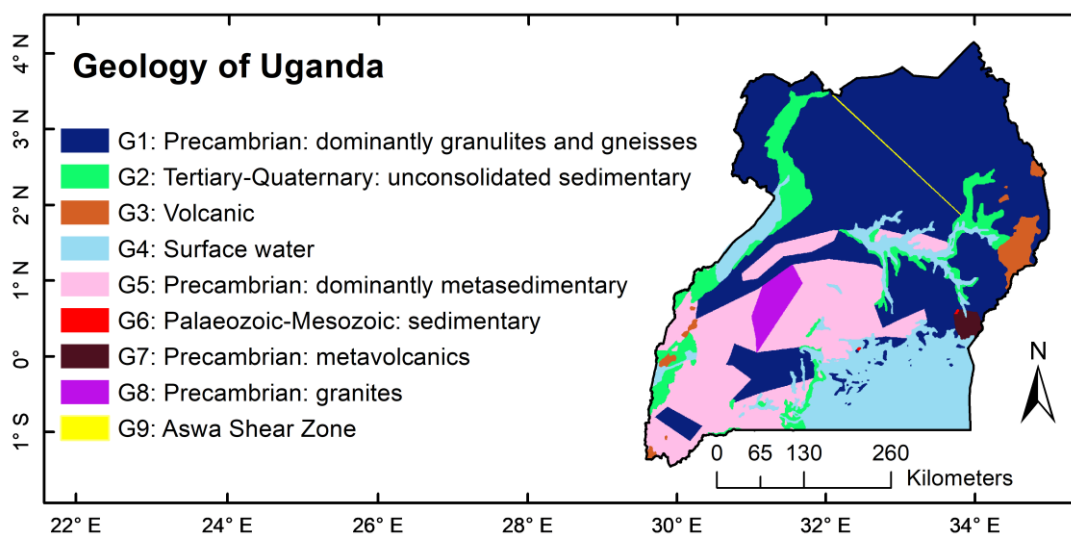 Geology of Uganda
G1: Precambrian: dominantly granulites and gneisses
G2: Tertiary-Quaternary: unconsolidated sedimentary
G3: Volcanic
G4: Surface water
G5: Precambrian: dominantly metasedimentary
G6: Palaeozoic-Mesozoic: sedimentary
G7: Precambrian: metavolcanics
G8: Precambrian: granites
G9: Aswa Shear Zone
4° N
3° N
2° N
1° N
0°
1° S
N
0 65 130 260
Kilometers
22° E 24° E 26° E 28° E 30° E 32° E 34° E